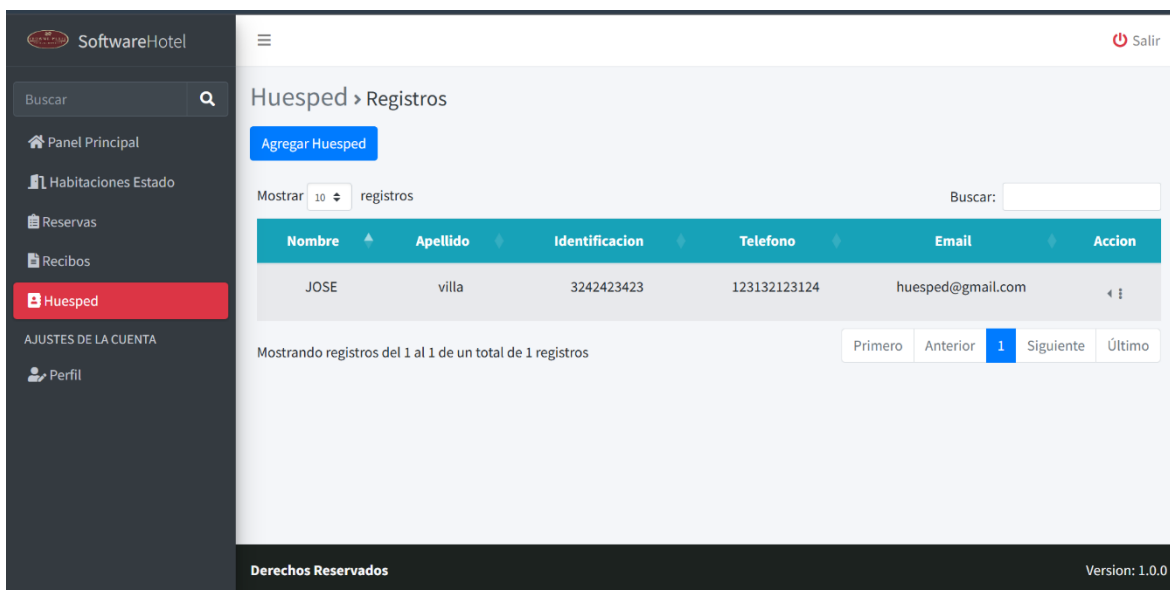 SoftwareHotel
Salir
Buscar
Huesped › Registros
Panel Principal
Agregar Huesped
Habitaciones Estado
Mostrar 10 registros
Buscar:
Reservas
Nombre Apellido Identificacion Telefono Email Accion
Recibos
JOSE villa 3242423423 123132123124 huesped@gmail.com
Huesped
AJUSTES DE LA CUENTA
Mostrando registros del 1 al 1 de un total de 1 registros
Primero Anterior 1 Siguiente Último
Perfil
Derechos Reservados
Version: 1.0.0